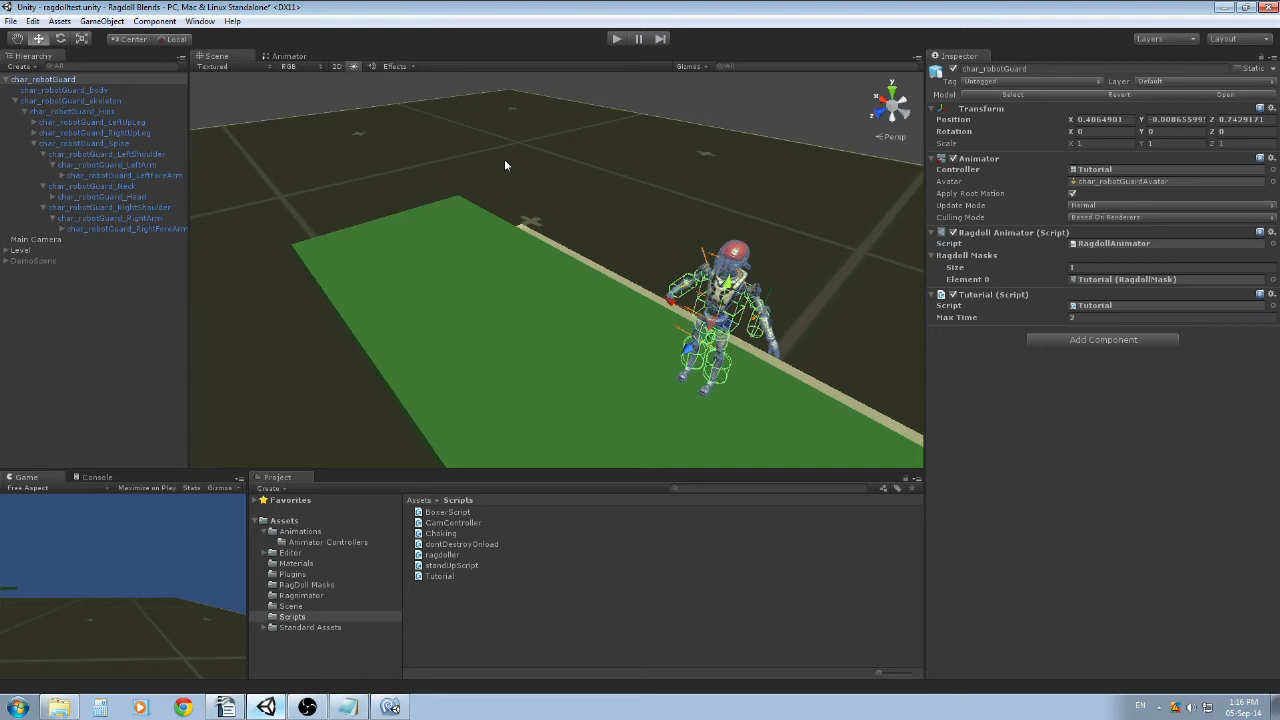 Unity - ragdolltest.unity - Ragdoll Blends - PC, Mac & Linux Standalone* <DX11>
File Edit Assets GameObject Component Window Help
Center Local Layers Layout
Hierarchy Scene Animator Inspector
Create All Textured RGB 2D Effects Gizmos All char_robotGuard Static
Tag Untagged Layer Default
Model Select Revert Open
char_robotGuard
char_robotGuard_body
char_robotGuard_skeleton
char_robotGuard_Hips
char_robotGuard_LeftUpLeg
char_robotGuard_RightUpLeg
char_robotGuard_Spine
char_robotGuard_LeftShoulder
char_robotGuard_LeftArm
char_robotGuard_LeftForeArm
char_robotGuard_Neck
char_robotGuard_Head
char_robotGuard_RightShoulder
char_robotGuard_RightArm
char_robotGuard_RightForeArm
Main Camera
Level
DemoScene
y
x
z
Persp
Transform
Position X 0.4064901 Y -0.0086559 Z 0.7429171
Rotation X 0 Y 0 Z 0
Scale X 1 Y 1 Z 1
Animator
Controller Tutorial
Avatar char_robotGuardAvatar
Apply Root Motion
Update Mode Normal
Culling Mode Based On Renderers
Ragdoll Animator (Script)
Script RagdollAnimator
Ragdoll Masks
Size 1
Element 0 Tutorial (RagdollMask)
Tutorial (Script)
Script Tutorial
Max Time 2
Add Component
Game Console
Free Aspect Maximize on Play Stats Gizmos
Project
Create
Favorites
Assets
Animations
Animator Controllers
Editor
Materials
Plugins
RagDoll Masks
Ragnimator
Scene
Scripts
Standard Assets
Assets Scripts
BoxerScript
CamController
Choking
dontDestroyOnload
ragdoller
standUpScript
Tutorial
EN 1:16 PM
05-Sep-14